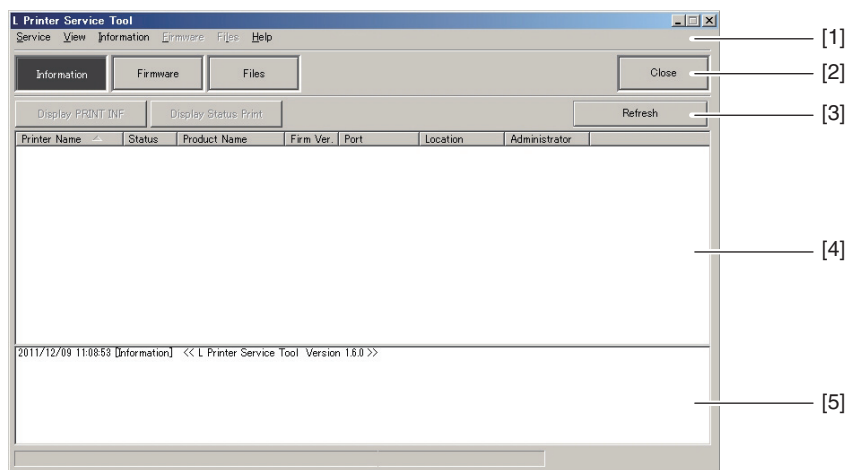 L Printer Service Tool
Service View Information Firmware Files Help
[1]
Information Firmware Files Close
[2]
Display PRINT INF. Display Status Print Refresh
[3]
Printer Name Status Product Name Firm Ver. Port Location Administrator
[4]
2011/12/09 11:08:53 [Information] << L Printer Service Tool Version 1.6.0 >>
[5]